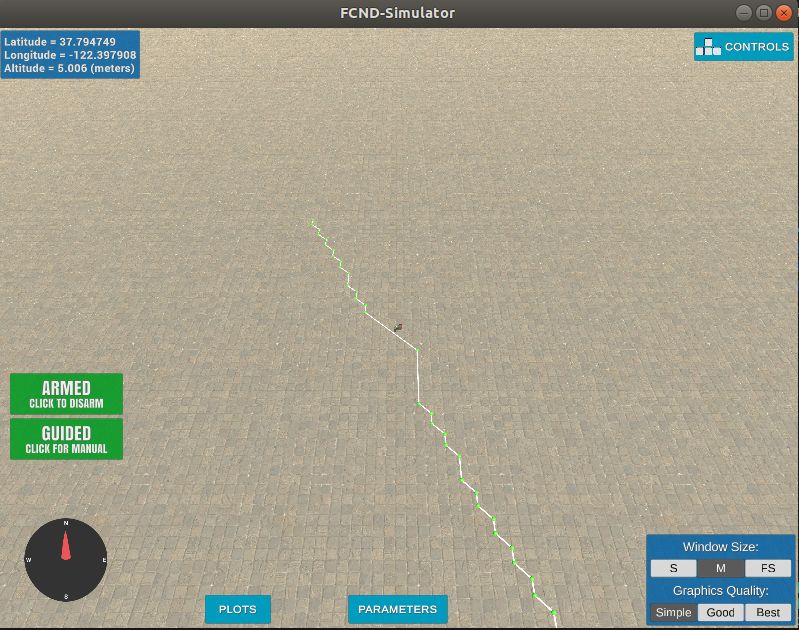 FCND-Simulator
Latitude = 37.794749
Longitude = -122.397908
Altitude = 5.006 (meters)
CONTROLS
ARMED
CLICK TO DISARM
GUIDED
CLICK FOR MANUAL
N
W E
S
PLOTS
PARAMETERS
Window Size:
S M FS
Graphics Quality:
Simple Good Best